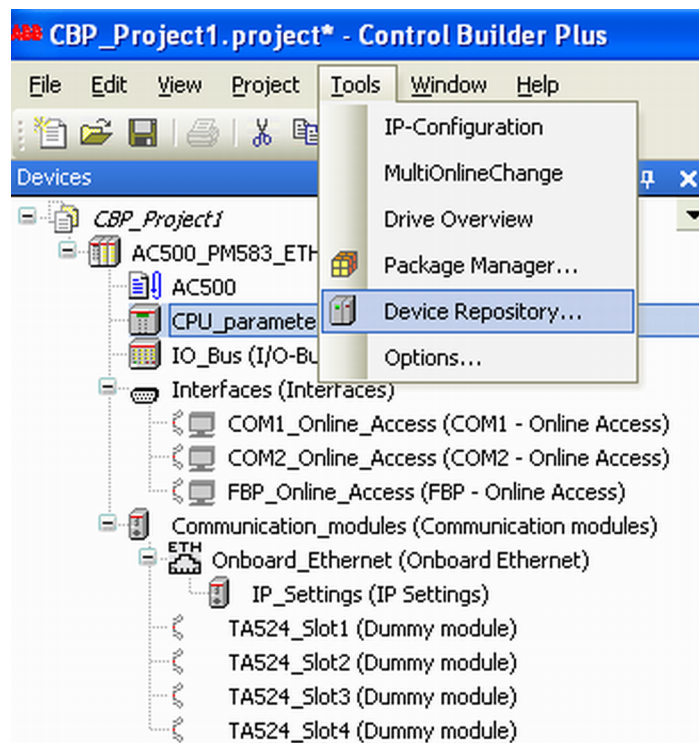 ABB CBP_Project1.project* - Control Builder Plus
File Edit View Project Tools Window Help
IP-Configuration
MultiOnlineChange
Drive Overview
Package Manager...
Device Repository...
Options...
Devices
CBP_Project1
AC500_PM583_ETH
AC500
CPU_paramete
IO_Bus (I/O-Bu
Interfaces (Interfaces)
COM1_Online_Access (COM1 - Online Access)
COM2_Online_Access (COM2 - Online Access)
FBP_Online_Access (FBP - Online Access)
Communication_modules (Communication modules)
ETH
Onboard_Ethernet (Onboard Ethernet)
IP_Settings (IP Settings)
TA524_Slot1 (Dummy module)
TA524_Slot2 (Dummy module)
TA524_Slot3 (Dummy module)
TA524_Slot4 (Dummy module)